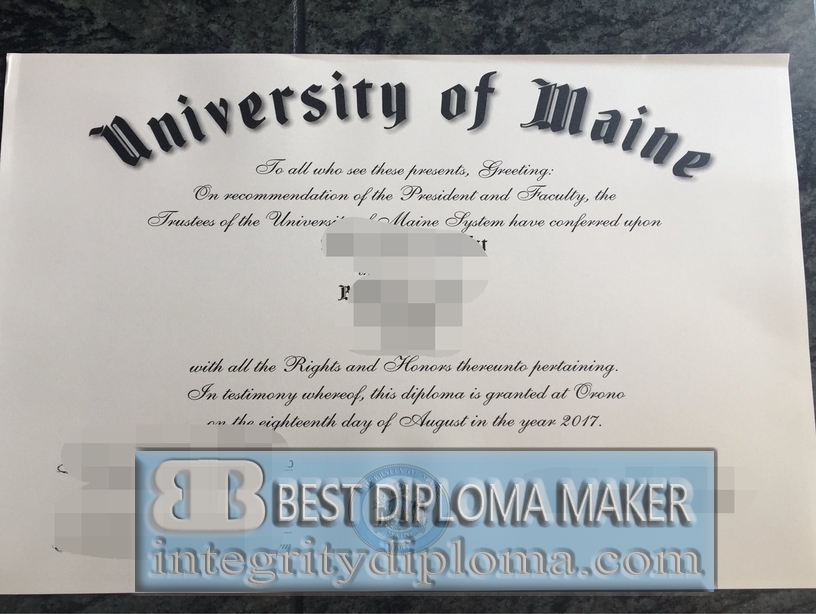 University of Maine
To all who see these presents, Greeting:
On recommendation of the President and Faculty, the
Trustees of the University of Maine System have conferred upon
with all the Rights and Honors thereunto pertaining.
In testimony whereof, this diploma is granted at Orono
on the eighteenth day of August in the year 2017.
BEST DIPLOMA MAKER
integritydiploma.com